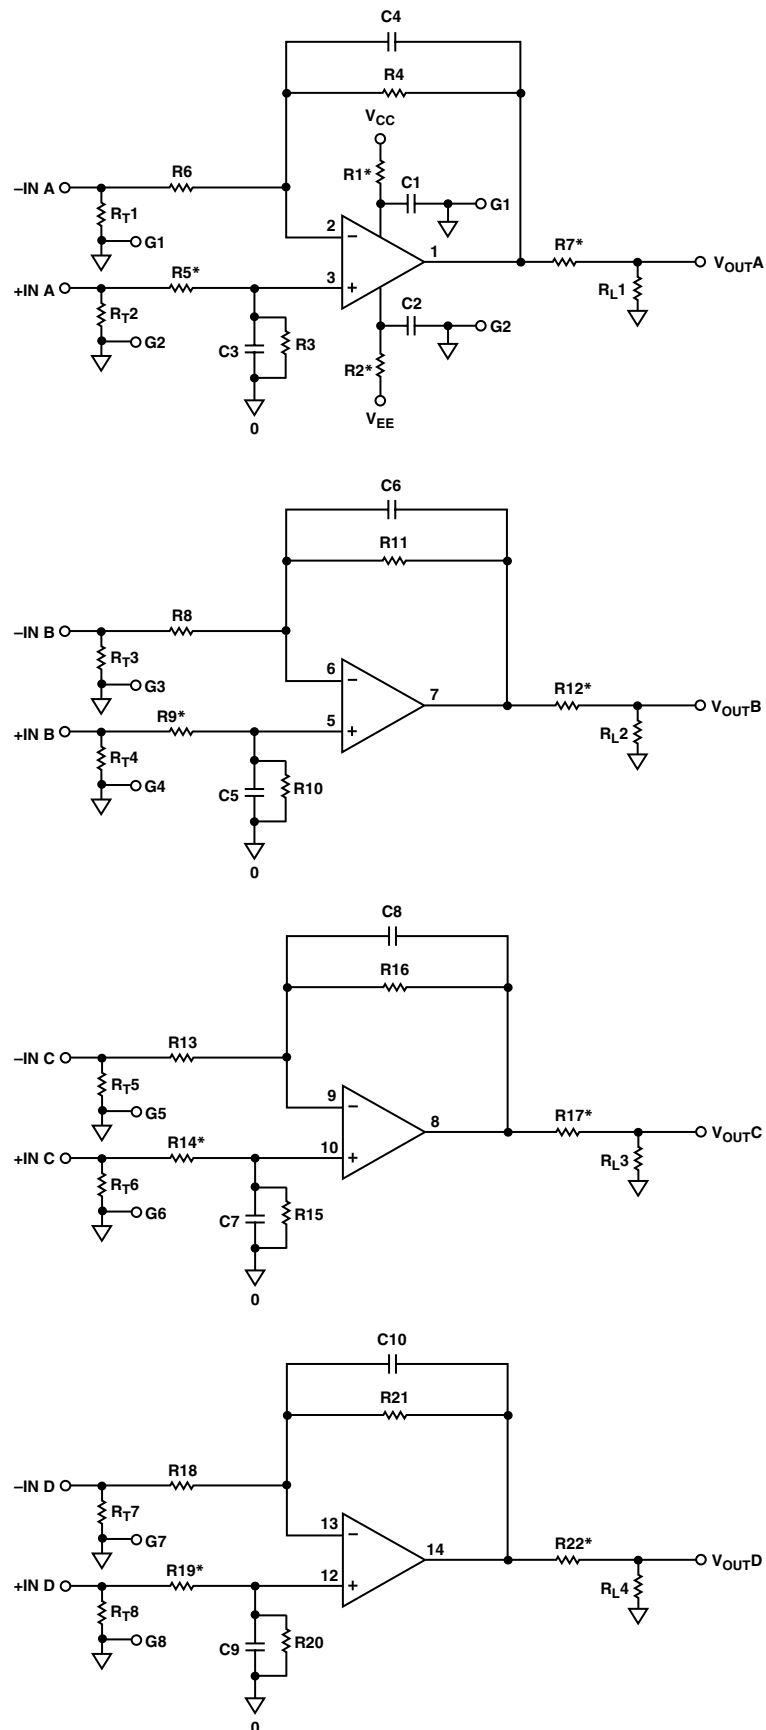 C4
R4
VCC
R1*
C1
G1
–IN A
R6
RT1
G1
2
–
1
R7*
VOUTA
+IN A
R5*
3
+
RL1
RT2
G2
C3
R3
C2
G2
R2*
VEE
0
C6
R11
–IN B
R8
RT3
G3
6
–
7
R12*
VOUTB
+IN B
R9*
5
+
RL2
RT4
G4
C5
R10
0
C8
R16
–IN C
R13
RT5
G5
9
–
8
R17*
VOUTC
+IN C
R14*
10
+
RL3
RT6
G6
C7
R15
0
C10
R21
–IN D
R18
RT7
G7
13
–
14
R22*
VOUTD
+IN D
R19*
12
+
RL4
RT8
G8
C9
R20
0